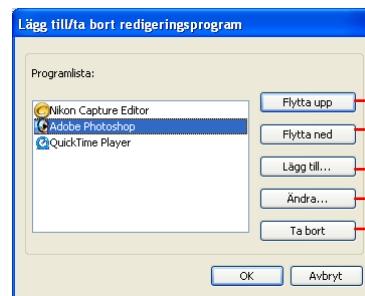 Lägg till/ta bort redigeringsprogram
Programlista:
Nikon Capture Editor
Adobe Photoshop
QuickTime Player
Flytta upp
Flytta ned
Lägg till...
Ändra...
Ta bort
OK
Avbryt